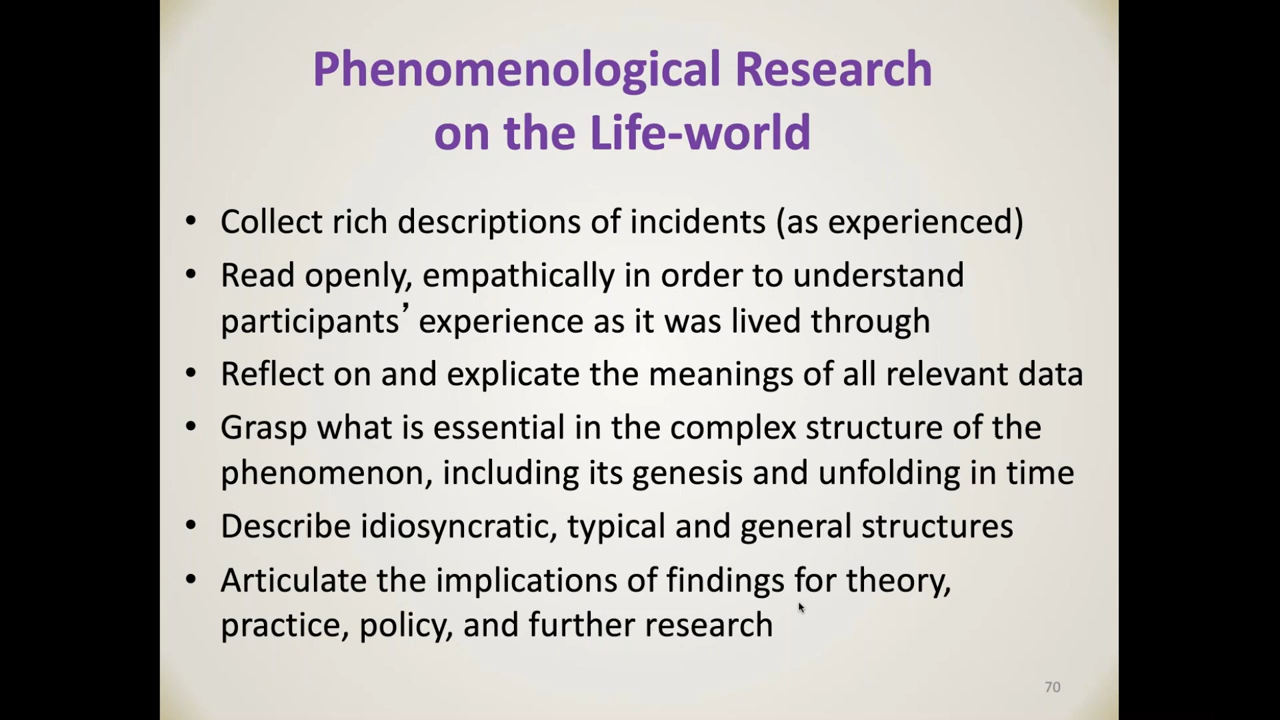 Phenomenological Research
on the Life-world
• Collect rich descriptions of incidents (as experienced)
• Read openly, empathically in order to understand
participants’ experience as it was lived through
• Reflect on and explicate the meanings of all relevant data
• Grasp what is essential in the complex structure of the
phenomenon, including its genesis and unfolding in time
• Describe idiosyncratic, typical and general structures
• Articulate the implications of findings for theory,
practice, policy, and further research
70